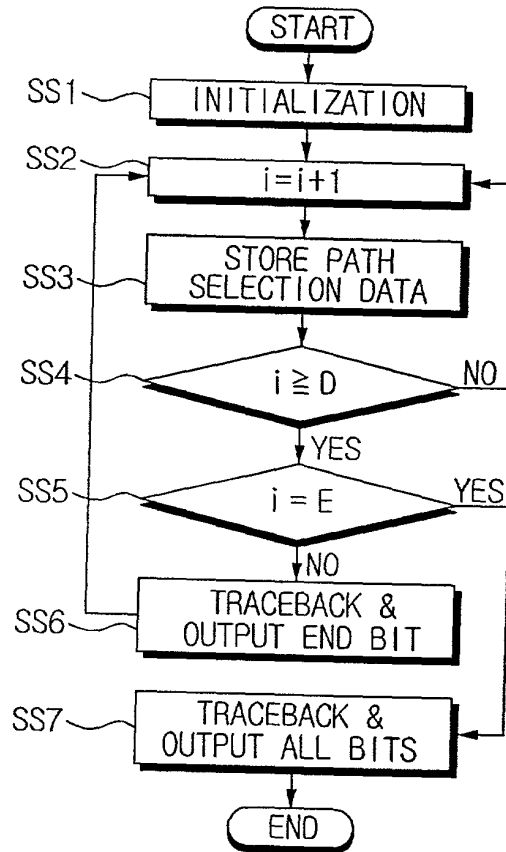 START
SS1
INITIALIZATION
SS2
i=i+1
SS3
STORE PATH
SELECTION DATA
SS4
i≧D
NO
YES
SS5
i=E
YES
NO
SS6
TRACEBACK &
OUTPUT END BIT
SS7
TRACEBACK &
OUTPUT ALL BITS
END